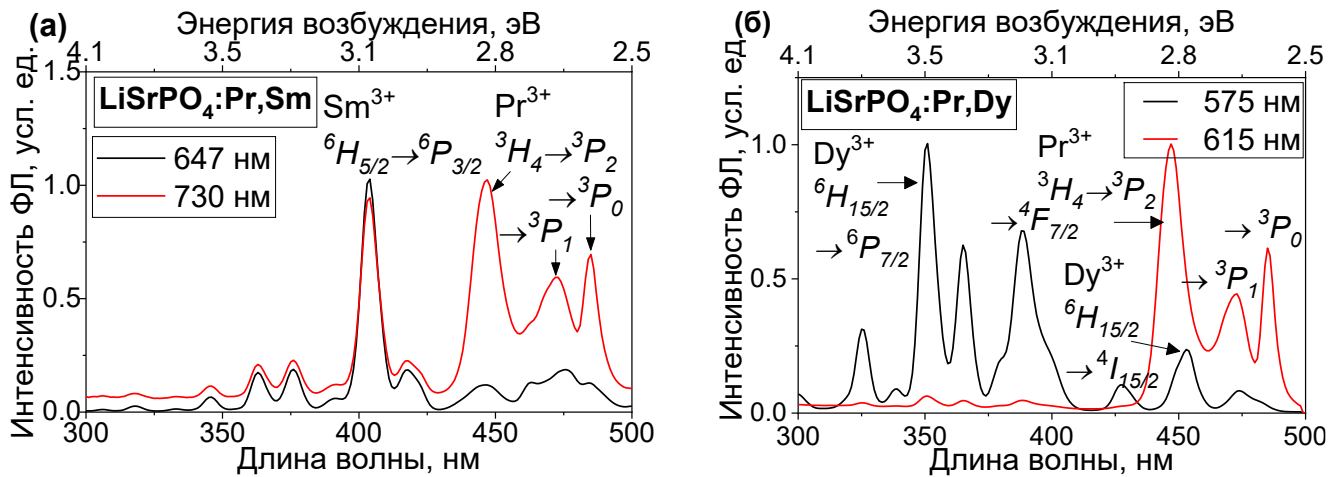 (а)
Энергия возбуждения, эВ
4.1 3.5 3.1 2.8 2.5
Интенсивность ФЛ, усл. ед.
1.5
1.0
0.5
0.0
LiSrPO₄:Pr,Sm
647 нм
730 нм
Sm³⁺
⁶H₅/₂→⁶P₃/₂
Pr³⁺
³H₄→³P₂
→³P₀
→³P₁
300 350 400 450 500
Длина волны, нм
(б)
Энергия возбуждения, эВ
4.1 3.5 3.1 2.8 2.5
Интенсивность ФЛ, усл. ед.
1.0
0.5
0.0
LiSrPO₄:Pr,Dy
575 нм
615 нм
Dy³⁺
⁶H₁₅/₂
→⁶P₇/₂
→⁴F₇/₂
Pr³⁺
³H₄→³P₂
→³P₀
→³P₁
Dy³⁺
⁶H₁₅/₂
→⁴I₁₅/₂
300 350 400 450 500
Длина волны, нм